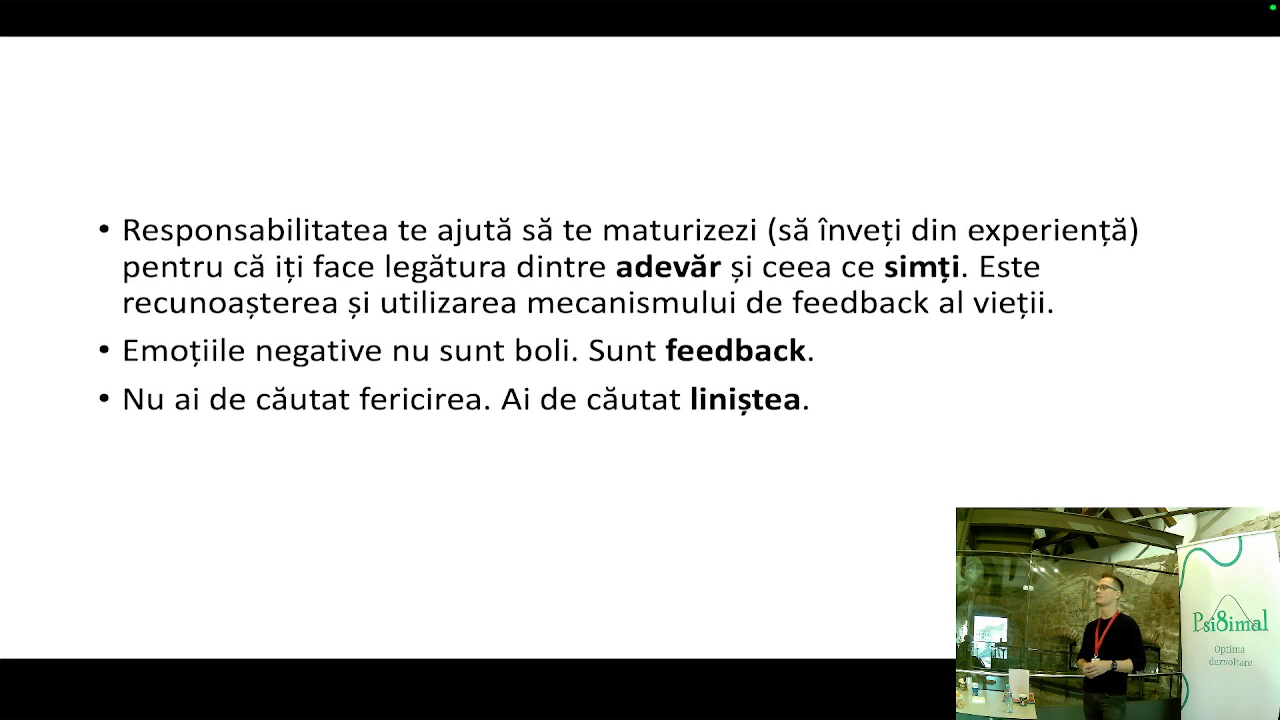 • Responsabilitatea te ajută să te maturizezi (să înveți din experiență)
pentru că iți face legătura dintre adevăr și ceea ce simți. Este
recunoașterea și utilizarea mecanismului de feedback al vieții.
• Emoțiile negative nu sunt boli. Sunt feedback.
• Nu ai de căutat fericirea. Ai de căutat liniștea.
Psi8imal
Optima
dezvoltare